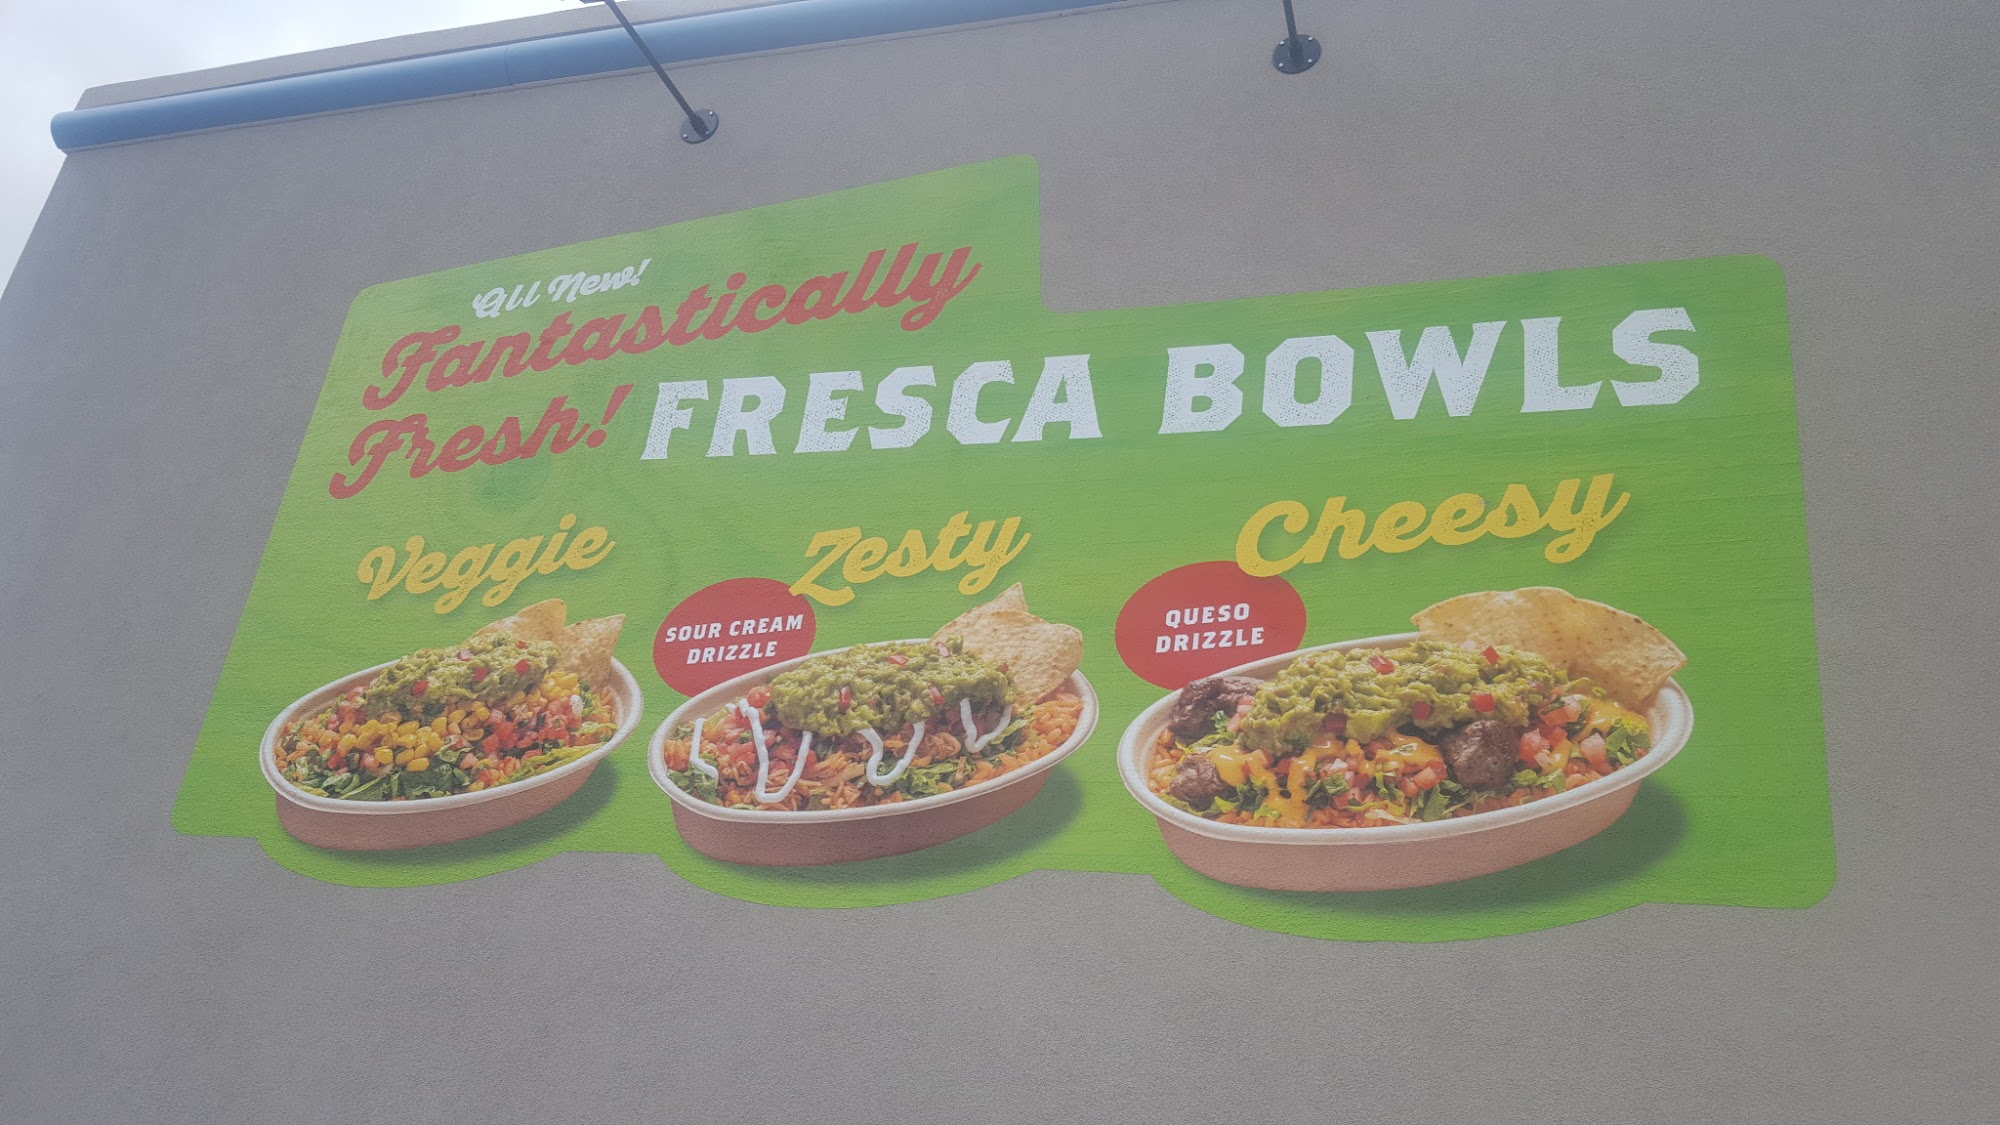 All New!
Fantastically
Fresh! FRESCA BOWLS
Veggie
Zesty
Cheesy
SOUR CREAM
DRIZZLE
QUESO
DRIZZLE